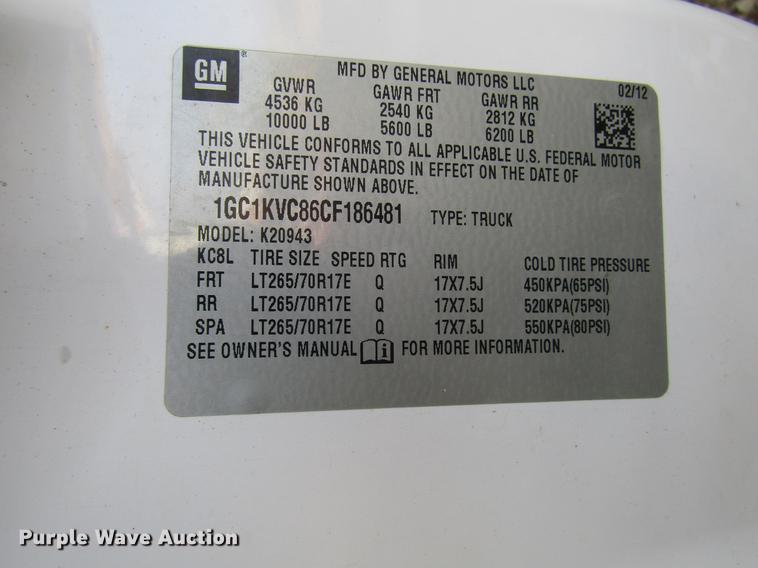 GM®
MFD BY GENERAL MOTORS LLC
02/12
GVWR GAWR FRT GAWR RR
4536 KG 2540 KG 2812 KG
10000 LB 5600 LB 6200 LB
THIS VEHICLE CONFORMS TO ALL APPLICABLE U.S. FEDERAL MOTOR
VEHICLE SAFETY STANDARDS IN EFFECT ON THE DATE OF
MANUFACTURE SHOWN ABOVE.
1GC1KVC86CF186481 TYPE: TRUCK
MODEL: K20943
KC8L TIRE SIZE SPEED RTG RIM COLD TIRE PRESSURE
FRT LT265/70R17E Q 17X7.5J 450KPA(65PSI)
RR LT265/70R17E Q 17X7.5J 520KPA(75PSI)
SPA LT265/70R17E Q 17X7.5J 550KPA(80PSI)
SEE OWNER'S MANUAL i FOR MORE INFORMATION.
Purple Wave Auction